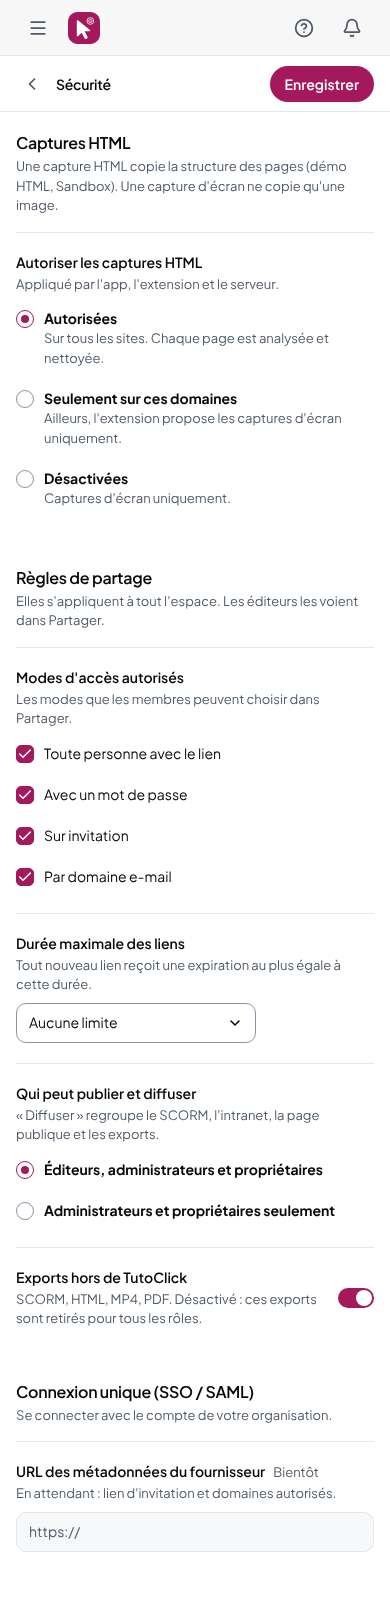 Sécurité
Enregistrer
Captures HTML
Une capture HTML copie la structure des pages (démo
HTML, Sandbox). Une capture d'écran ne copie qu'une
image.
Autoriser les captures HTML
Appliqué par l'app, l'extension et le serveur.
Autorisées
Sur tous les sites. Chaque page est analysée et
nettoyée.
Seulement sur ces domaines
Ailleurs, l'extension propose les captures d'écran
uniquement.
Désactivées
Captures d'écran uniquement.
Règles de partage
Elles s'appliquent à tout l'espace. Les éditeurs les voient
dans Partager.
Modes d'accès autorisés
Les modes que les membres peuvent choisir dans
Partager.
Toute personne avec le lien
Avec un mot de passe
Sur invitation
Par domaine e-mail
Durée maximale des liens
Tout nouveau lien reçoit une expiration au plus égale à
cette durée.
Aucune limite
Qui peut publier et diffuser
« Diffuser » regroupe le SCORM, l'intranet, la page
publique et les exports.
Éditeurs, administrateurs et propriétaires
Administrateurs et propriétaires seulement
Exports hors de TutoClick
SCORM, HTML, MP4, PDF. Désactivé : ces exports
sont retirés pour tous les rôles.
Connexion unique (SSO / SAML)
Se connecter avec le compte de votre organisation.
URL des métadonnées du fournisseur Bientôt
En attendant : lien d'invitation et domaines autorisés.
https://